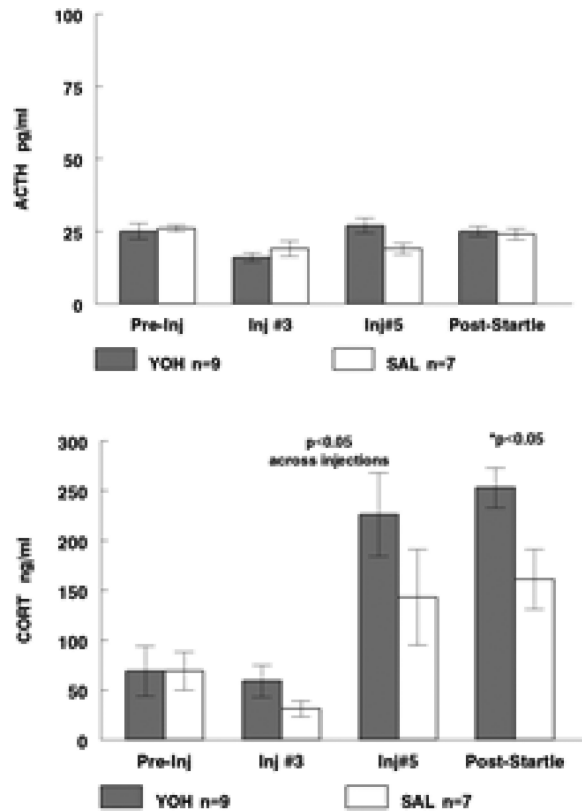 100
75
50
25
0
ACTH pg/ml
Pre-Inj Inj #3 Inj#5 Post-Startle
YOH n=9 SAL n=7
300
250
200
150
100
50
0
CORT ng/ml
p<0.05
across injections
*p<0.05
Pre-Inj Inj #3 Inj#5 Post-Startle
YOH n=9 SAL n=7